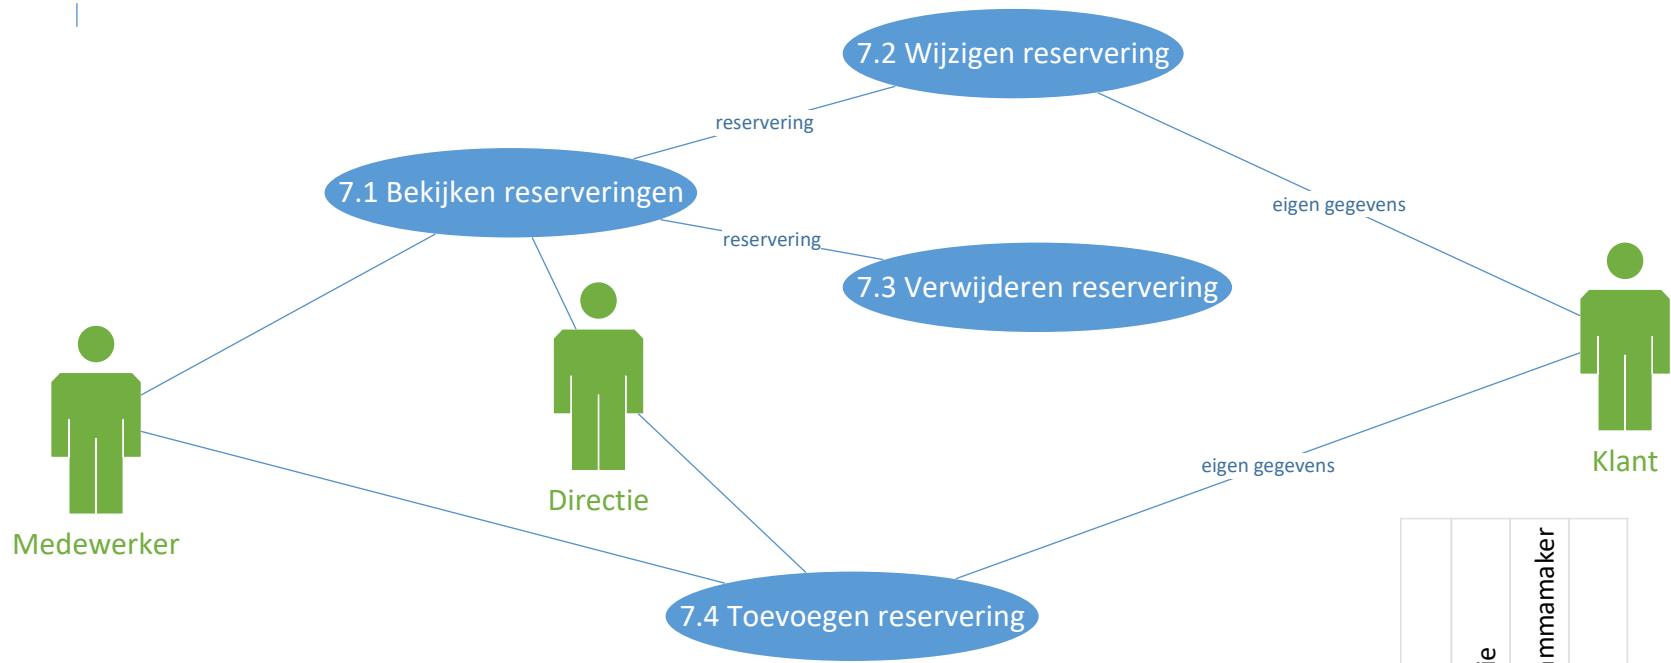 7.2 Wijzigen reservering
reservering
7.1 Bekijken reserveringen
eigen gegevens
reservering
7.3 Verwijderen reservering
Klant
Directie
Medewerker
eigen gegevens
7.4 Toevoegen reservering